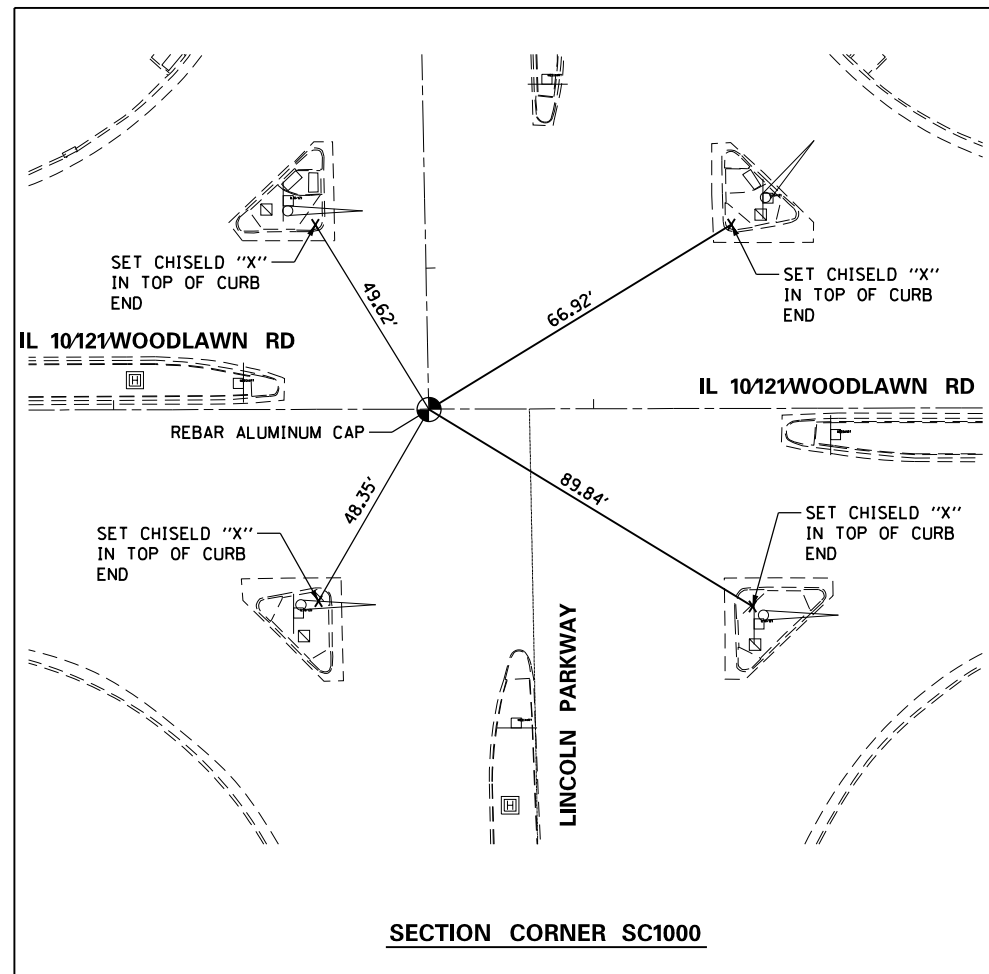 SET CHISELD "X"
IN TOP OF CURB
END
49.62'
66.92'
SET CHISELD "X"
IN TOP OF CURB
END
IL 10/121/WOODLAWN RD
IL 10/121/WOODLAWN RD
H
REBAR ALUMINUM CAP
48.35'
89.84'
SET CHISELD "X"
IN TOP OF CURB
END
SET CHISELD "X"
IN TOP OF CURB
END
LINCOLN PARKWAY
H
SECTION CORNER SC1000